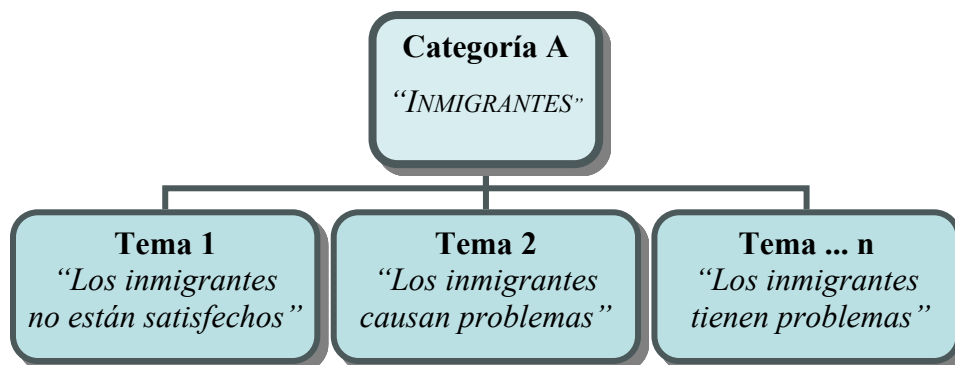 Categoría A
“INMIGRANTES”
Tema 1
“Los inmigrantes
no están satisfechos”
Tema 2
“Los inmigrantes
causan problemas”
Tema ... n
“Los inmigrantes
tienen problemas”